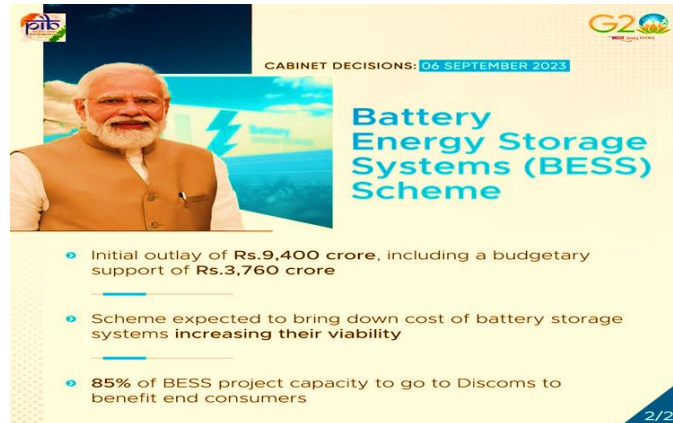 pib
G20
CABINET DECISIONS: 06 SEPTEMBER 2023
Battery
Battery
Energy Storage
Systems (BESS)
Scheme
Initial outlay of Rs.9,400 crore, including a budgetary
support of Rs.3,760 crore
Scheme expected to bring down cost of battery storage
systems increasing their viability
85% of BESS project capacity to go to Discoms to
benefit end consumers
2/2